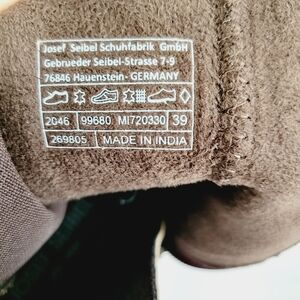 Josef Seibel Schuhfabrik GmbH
Gebrueder Seibel-Strasse 7-9
76846 Hauenstein- GERMANY
2046 99680 MI720330 39
269805 MADE IN INDIA